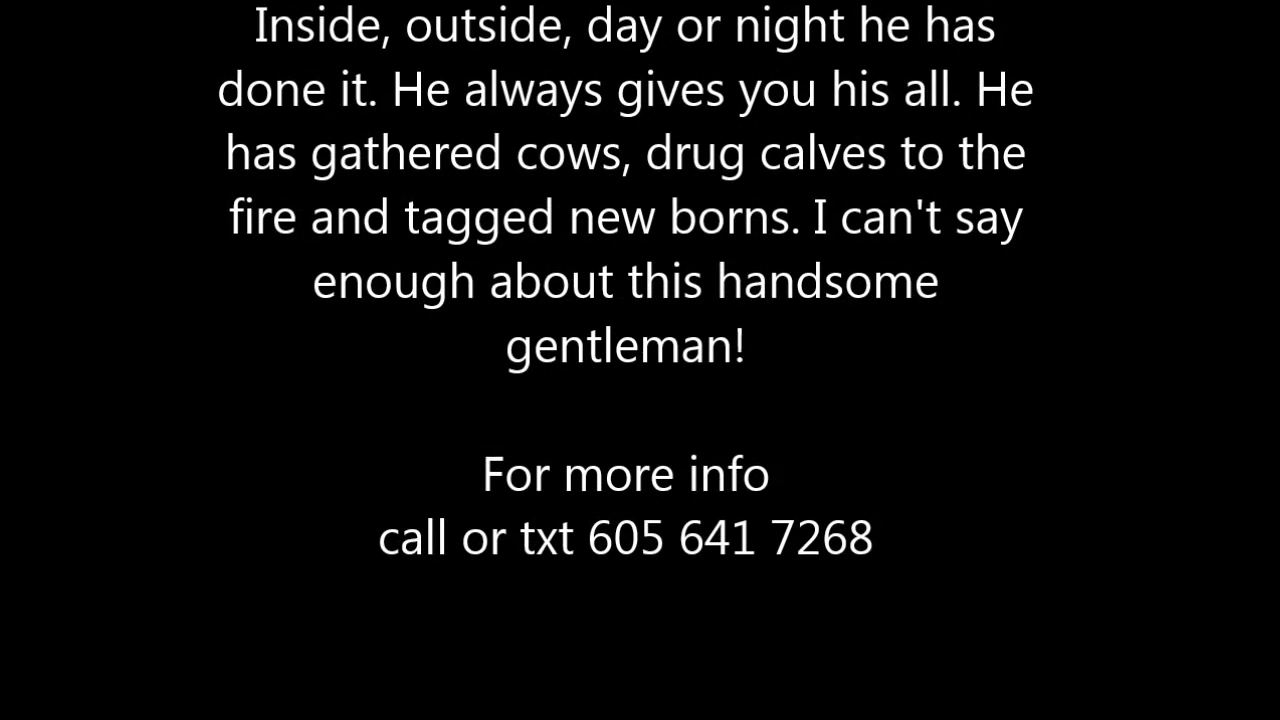 Inside, outside, day or night he has
done it. He always gives you his all. He
has gathered cows, drug calves to the
fire and tagged new borns. I can't say
enough about this handsome
gentleman!
For more info
call or txt 605 641 7268